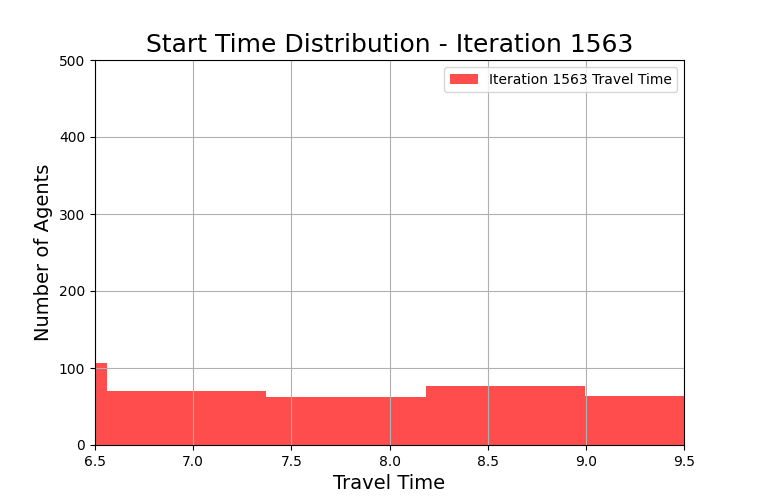 Start Time Distribution - Iteration 1563
500
400
300
200
100
0
Number of Agents
Iteration 1563 Travel Time
6.5 7.0 7.5 8.0 8.5 9.0 9.5
Travel Time